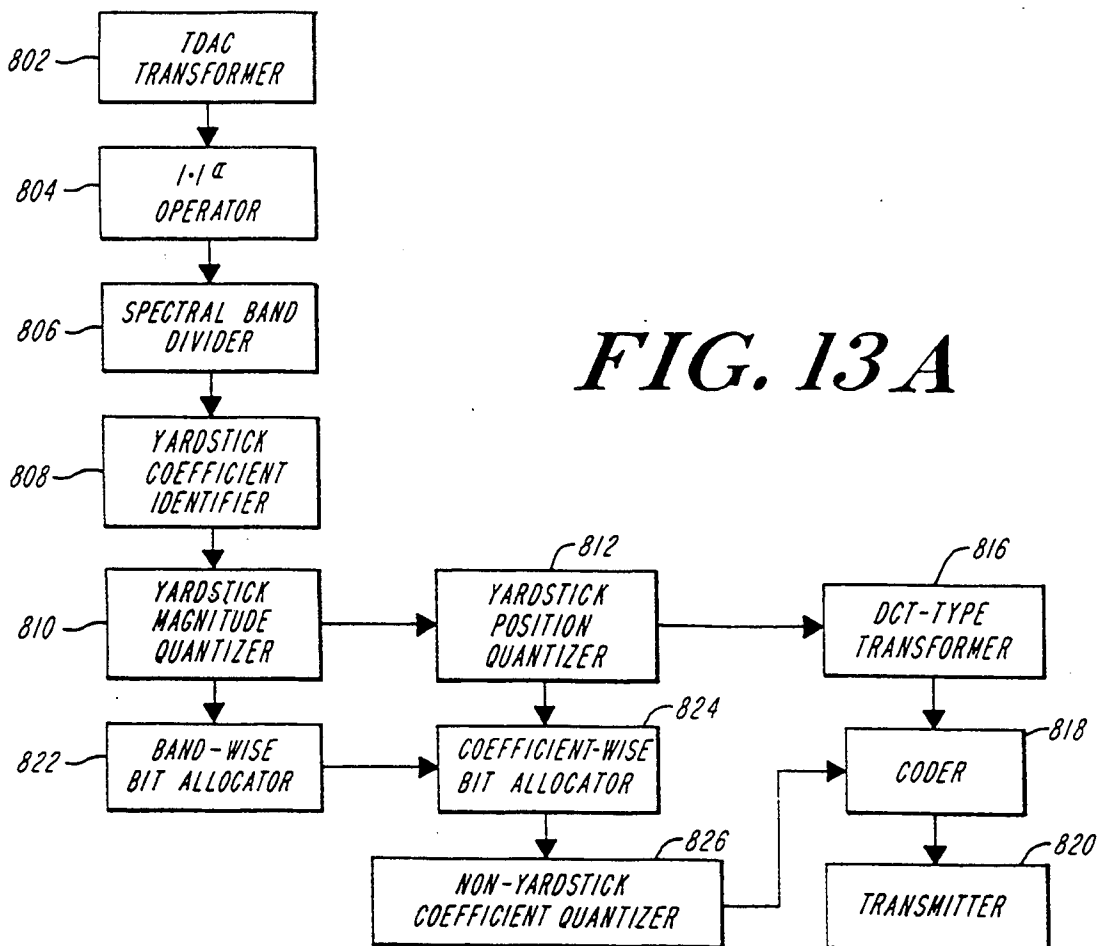 802
TDAC
TRANSFORMER
804
|·|ᵅ
OPERATOR
806
SPECTRAL BAND
DIVIDER
FIG. 13A
808
YARDSTICK
COEFFICIENT
IDENTIFIER
810
YARDSTICK
MAGNITUDE
QUANTIZER
812
YARDSTICK
POSITION
QUANTIZER
816
DCT-TYPE
TRANSFORMER
822
BAND-WISE
BIT ALLOCATOR
824
COEFFICIENT-WISE
BIT ALLOCATOR
818
CODER
826
NON-YARDSTICK
COEFFICIENT QUANTIZER
820
TRANSMITTER